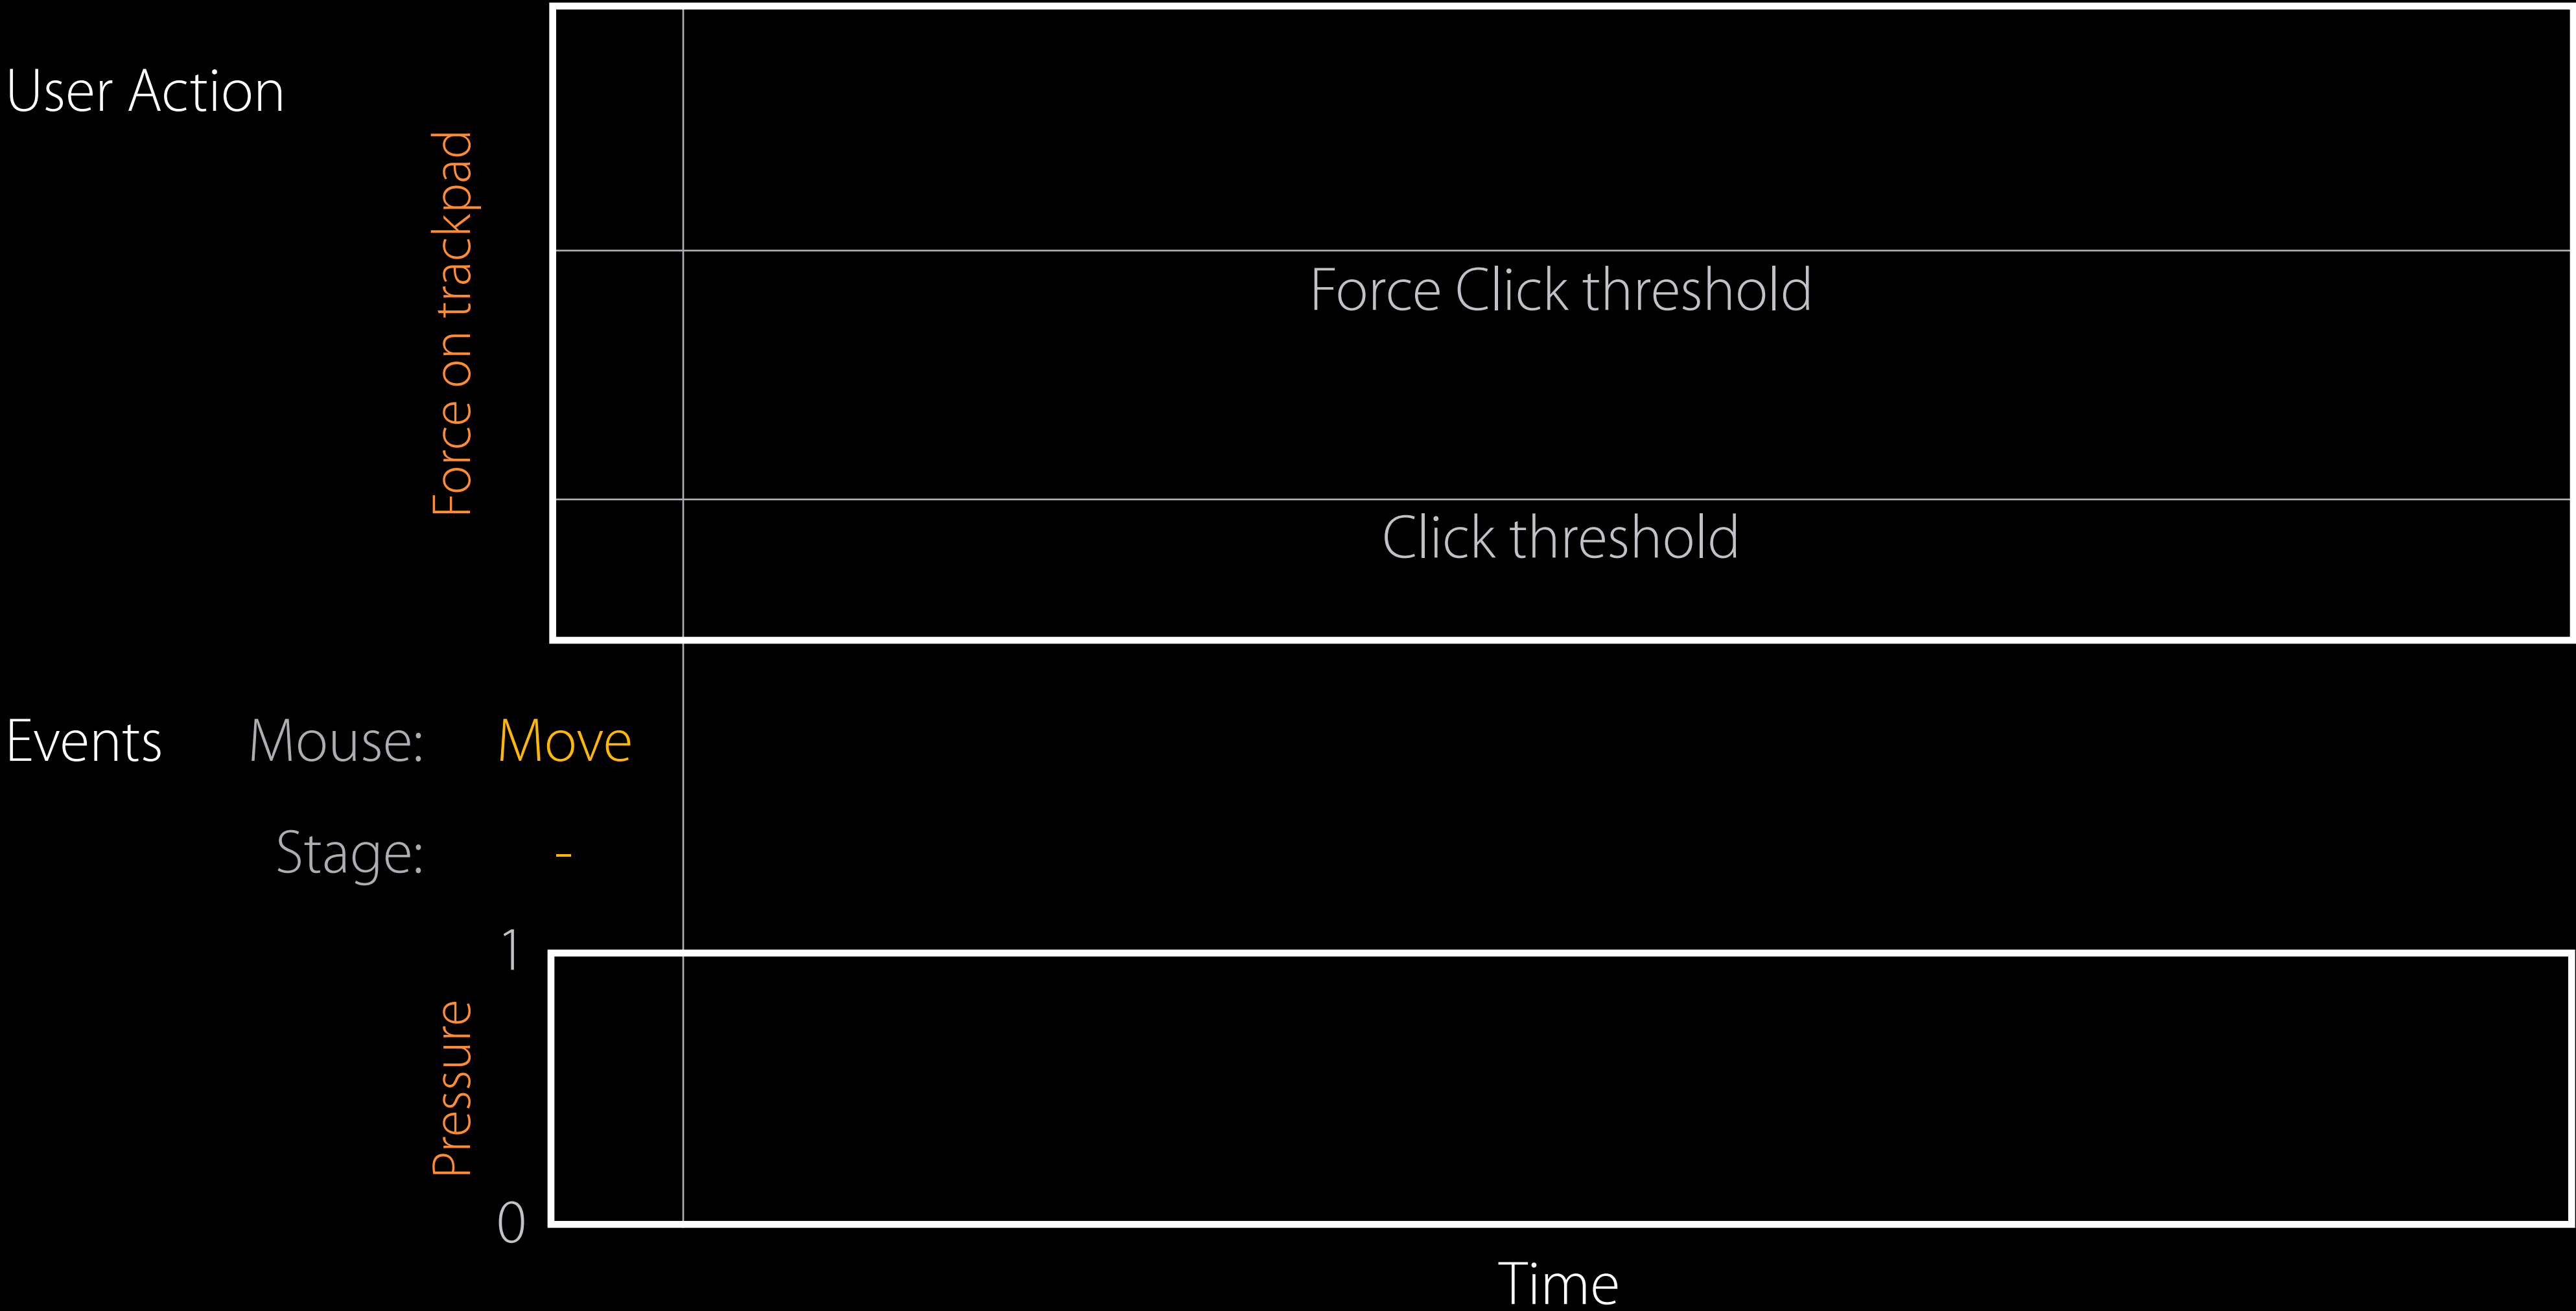 User Action
Force on trackpad
Force Click threshold
Click threshold
Events Mouse: Move
Stage: -
1
Pressure
0
Time